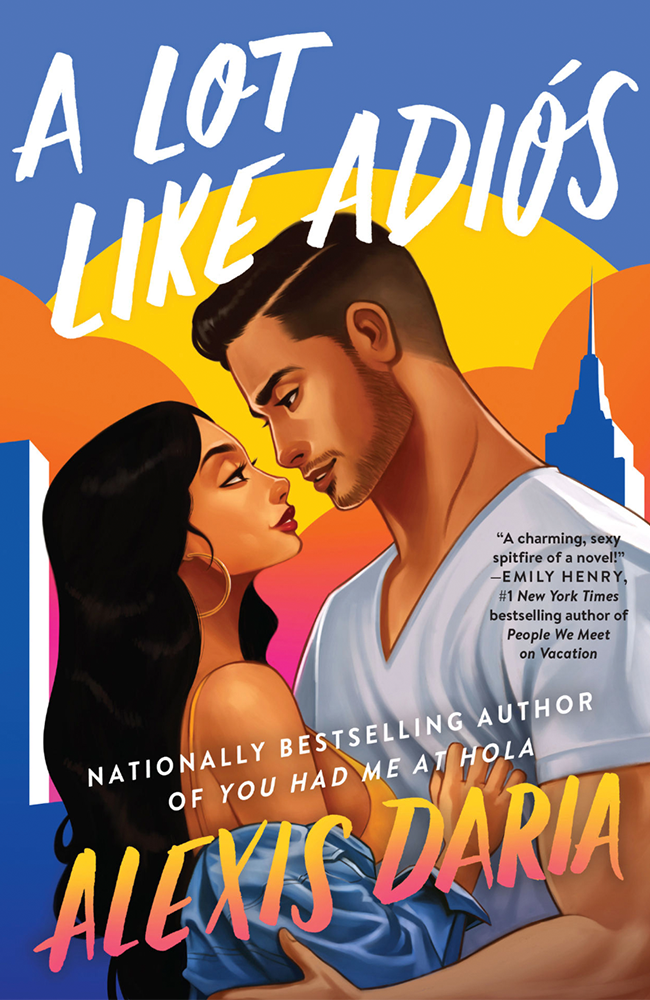 A LOT
LIKE ADIÓS
“A charming, sexy
spitfire of a novel!”
—EMILY HENRY,
#1 New York Times
bestselling author of
People We Meet
on Vacation
NATIONALLY BESTSELLING AUTHOR
OF YOU HAD ME AT HOLA
ALEXIS DARIA